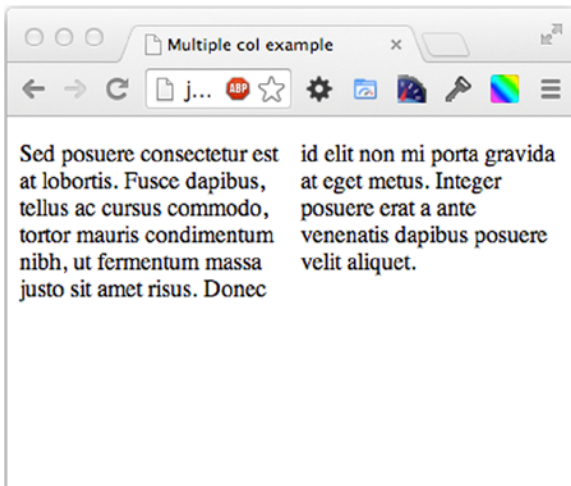 Multiple col example
j...
ABP
Sed posuere consectetur est
at lobortis. Fusce dapibus,
tellus ac cursus commodo,
tortor mauris condimentum
nibh, ut fermentum massa
justo sit amet risus. Donec
id elit non mi porta gravida
at eget metus. Integer
posuere erat a ante
venenatis dapibus posuere
velit aliquet.